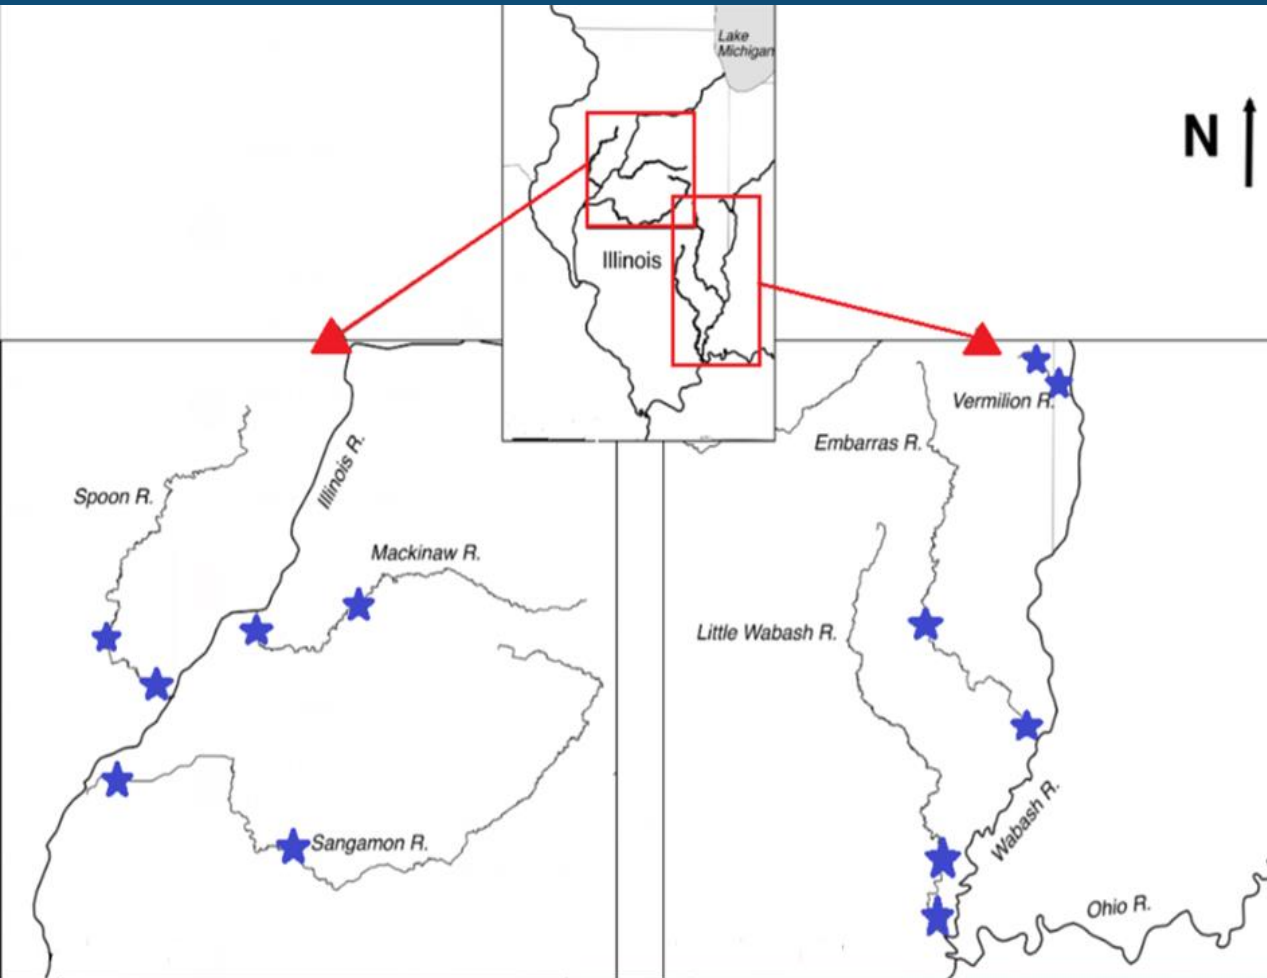 Lake
Michigan
N
Illinois
Illinois R.
Spoon R.
Mackinaw R.
Sangamon R.
Vermilion R.
Embarras R.
Little Wabash R.
Wabash R.
Ohio R.